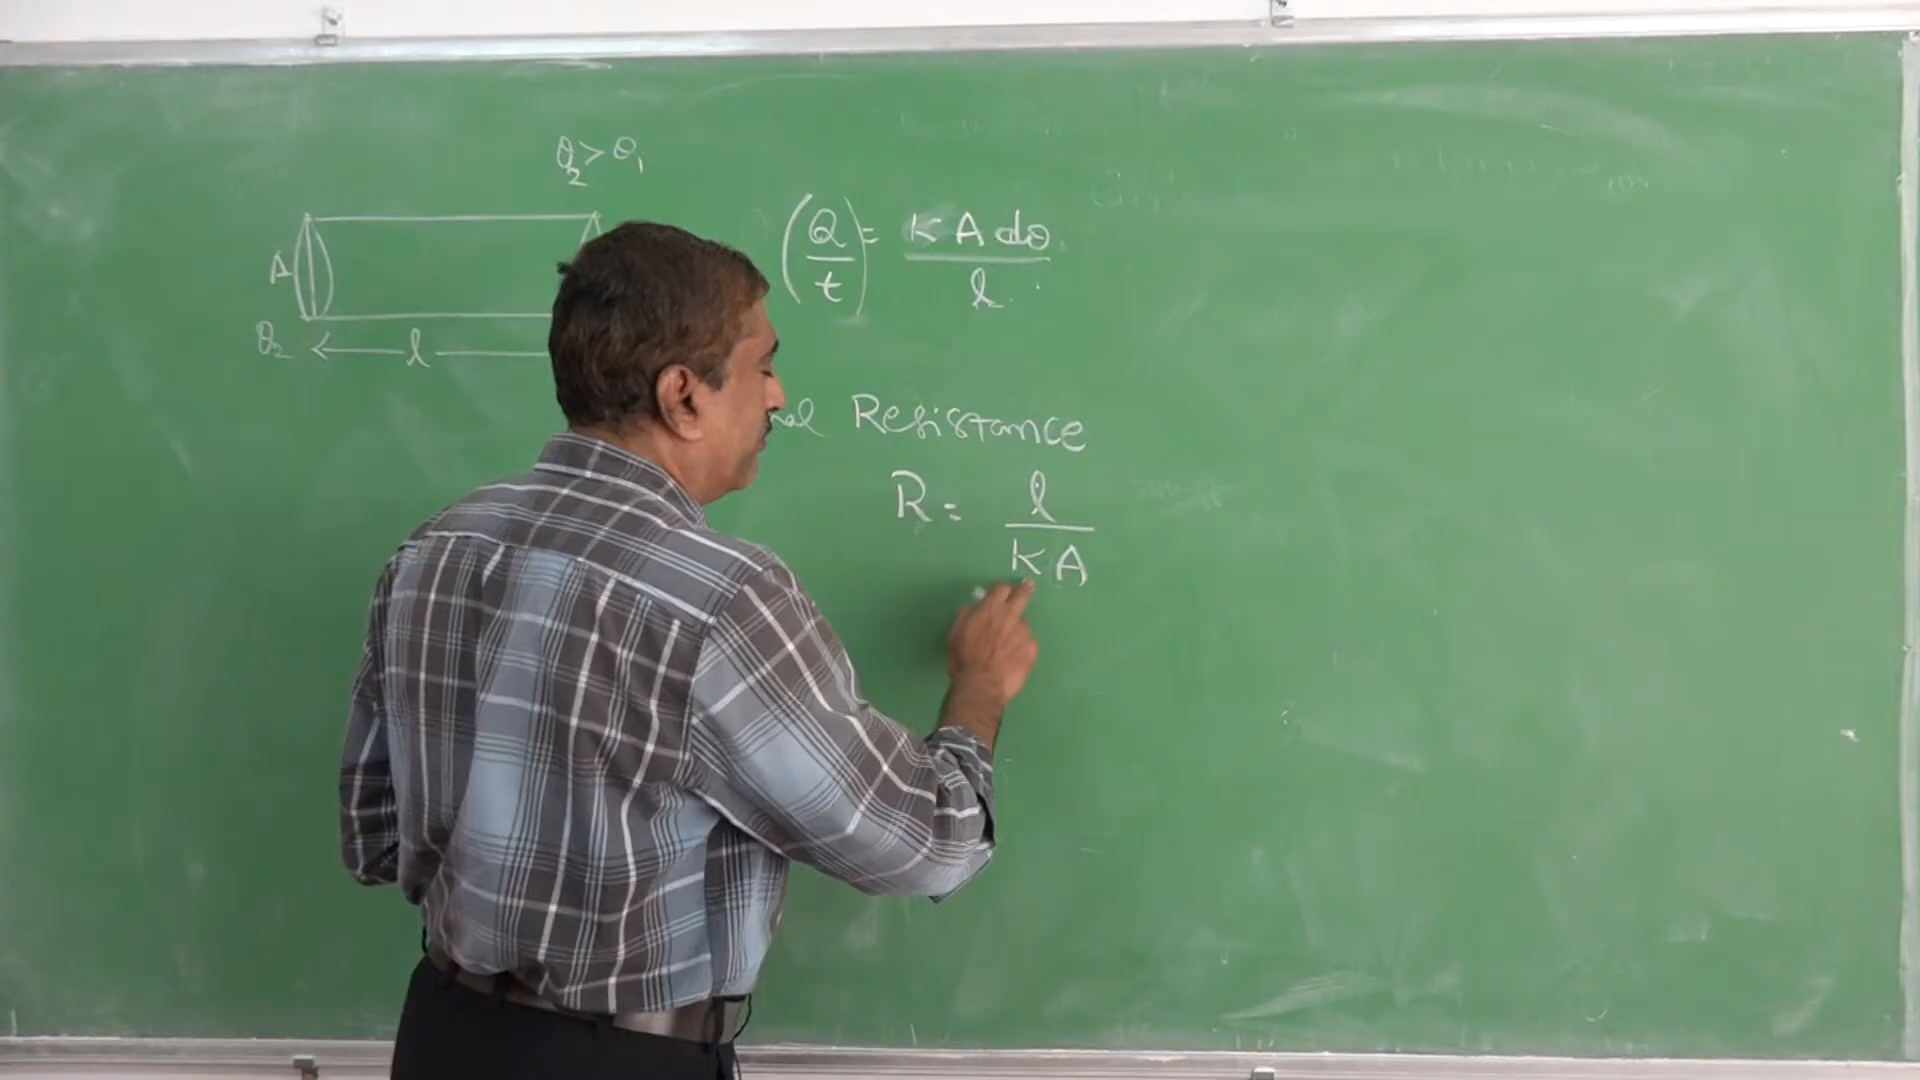 θ₂ > θ₁
A
θ₂ ← l —
(Q/t) = KAdθ/l
Resistance
R = l/KA